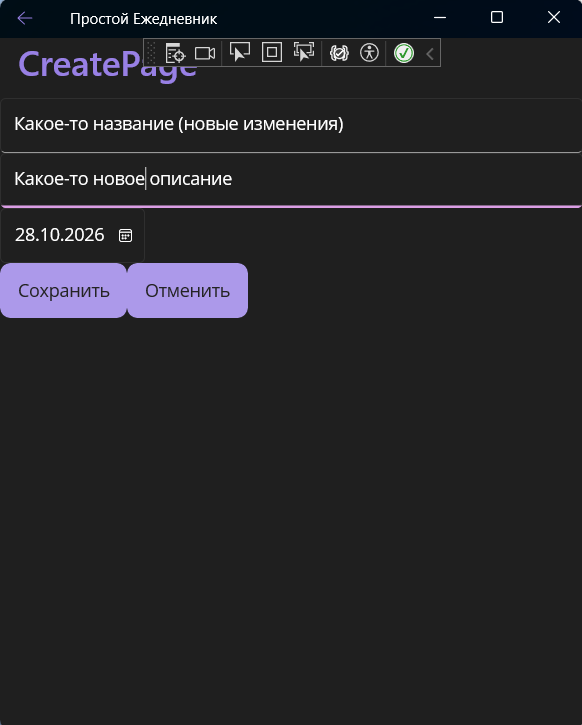 Простой Ежедневник
CreatePage
Какое-то название (новые изменения)
Какое-то новое описание
28.10.2026
Сохранить Отменить